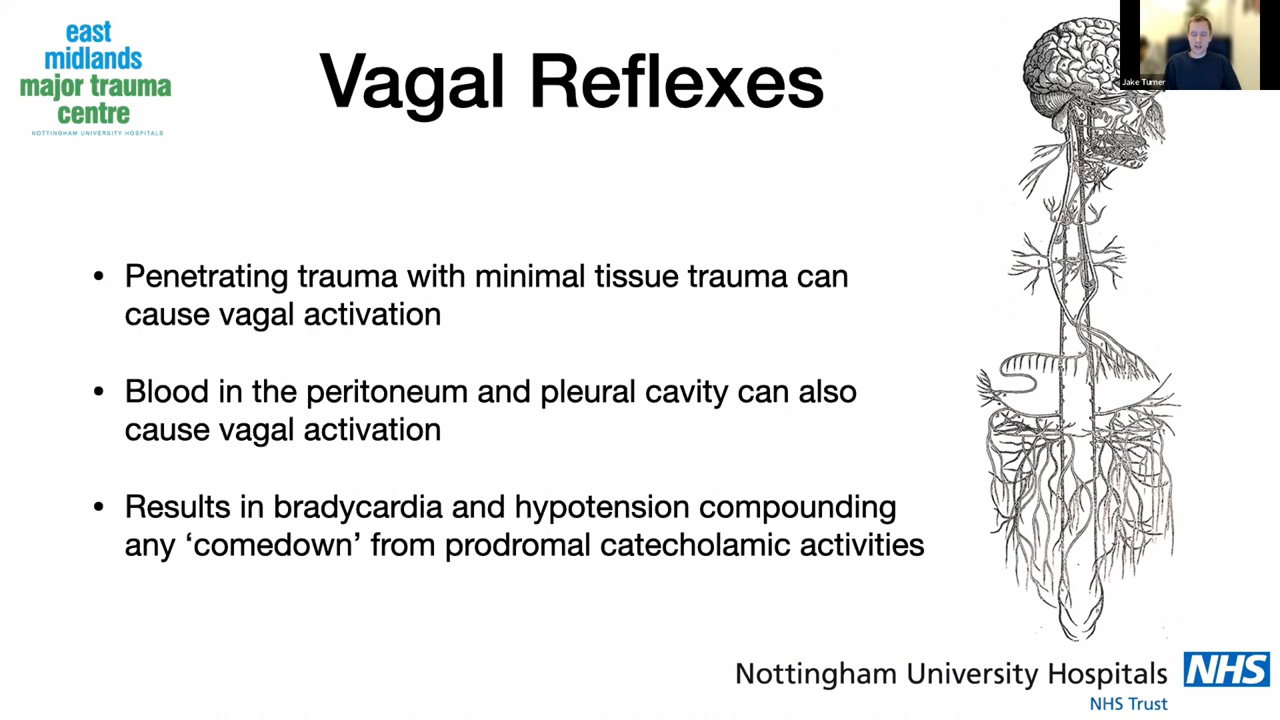 east
midlands
major trauma
centre
NOTTINGHAM UNIVERSITY HOSPITALS
Vagal Reflexes
Jake Turner
• Penetrating trauma with minimal tissue trauma can
cause vagal activation
• Blood in the peritoneum and pleural cavity can also
cause vagal activation
• Results in bradycardia and hypotension compounding
any ‘comedown’ from prodromal catecholamic activities
Nottingham University Hospitals NHS
NHS Trust